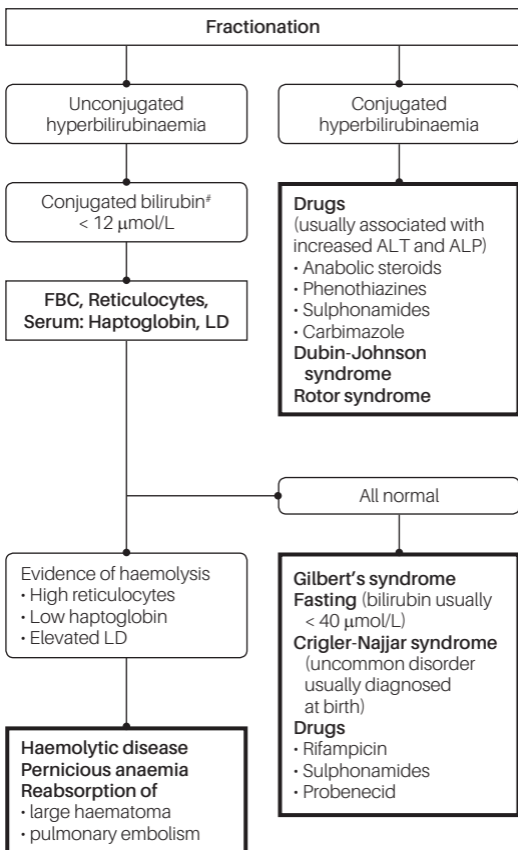 Fractionation
Unconjugated
hyperbilirubinaemia
Conjugated
hyperbilirubinaemia
Conjugated bilirubin#
< 12 μmol/L
Drugs
(usually associated with
increased ALT and ALP)
• Anabolic steroids
• Phenothiazines
• Sulphonamides
• Carbimazole
Dubin-Johnson
syndrome
Rotor syndrome
FBC, Reticulocytes,
Serum: Haptoglobin, LD
All normal
Evidence of haemolysis
• High reticulocytes
• Low haptoglobin
• Elevated LD
Gilbert's syndrome
Fasting (bilirubin usually
< 40 μmol/L)
Crigler-Najjar syndrome
(uncommon disorder
usually diagnosed
at birth)
Drugs
• Rifampicin
• Sulphonamides
• Probenecid
Haemolytic disease
Pernicious anaemia
Reabsorption of
• large haematoma
• pulmonary embolism